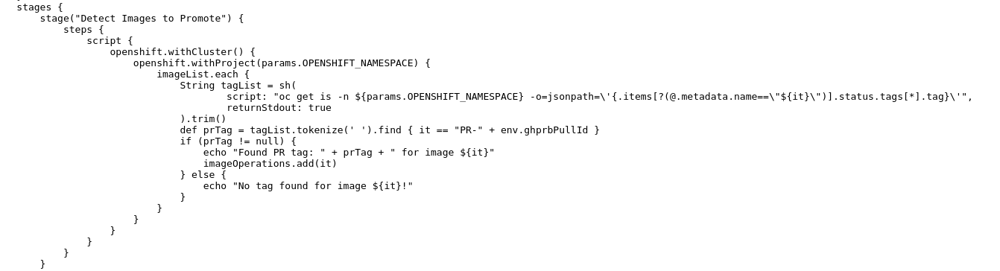 stages {
    stage("Detect Images to Promote") {
        steps {
            script {
                openshift.withCluster() {
                    openshift.withProject(params.OPENSHIFT_NAMESPACE) {
                        imageList.each {
                            String tagList = sh(
                                    script: "oc get is -n ${params.OPENSHIFT_NAMESPACE} -o=jsonpath=\'{.items[?(@.metadata.name==\"${it}\")].status.tags[*].tag}\'",
                                    returnStdout: true
                            ).trim()
                            def prTag = tagList.tokenize(' ').find { it == "PR-" + env.ghprbPullId }
                            if (prTag != null) {
                                echo "Found PR tag: " + prTag + " for image ${it}"
                                imageOperations.add(it)
                            } else {
                                echo "No tag found for image ${it}!"
                            }
                        }
                    }
                }
            }
        }
    }